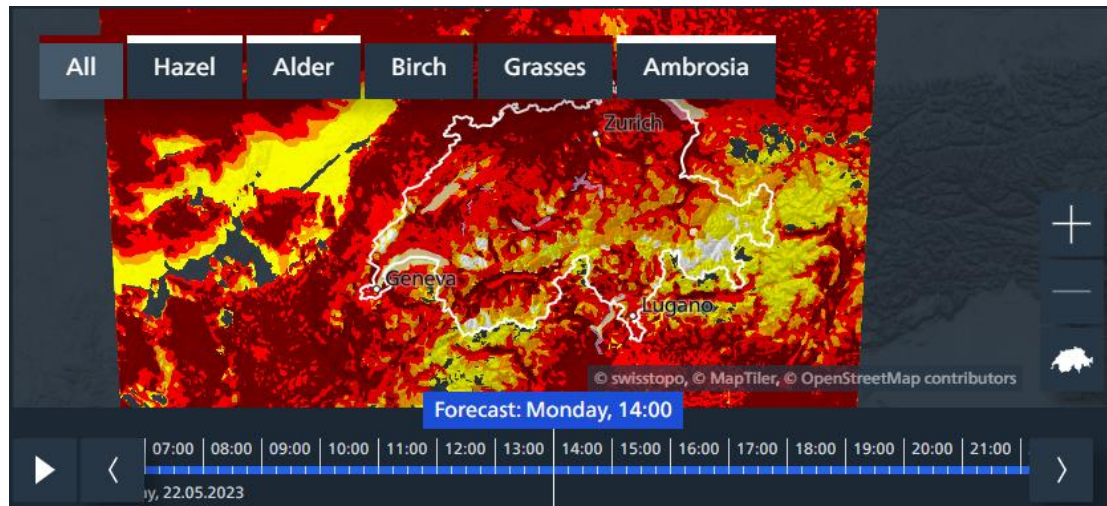 All Hazel Alder Birch Grasses Ambrosia
Zurich
Geneva
Lugano
© swisstopo, © MapTiler, © OpenStreetMap contributors
Forecast: Monday, 14:00
07:00 08:00 09:00 10:00 11:00 12:00 13:00 14:00 15:00 16:00 17:00 18:00 19:00 20:00 21:00
22.05.2023